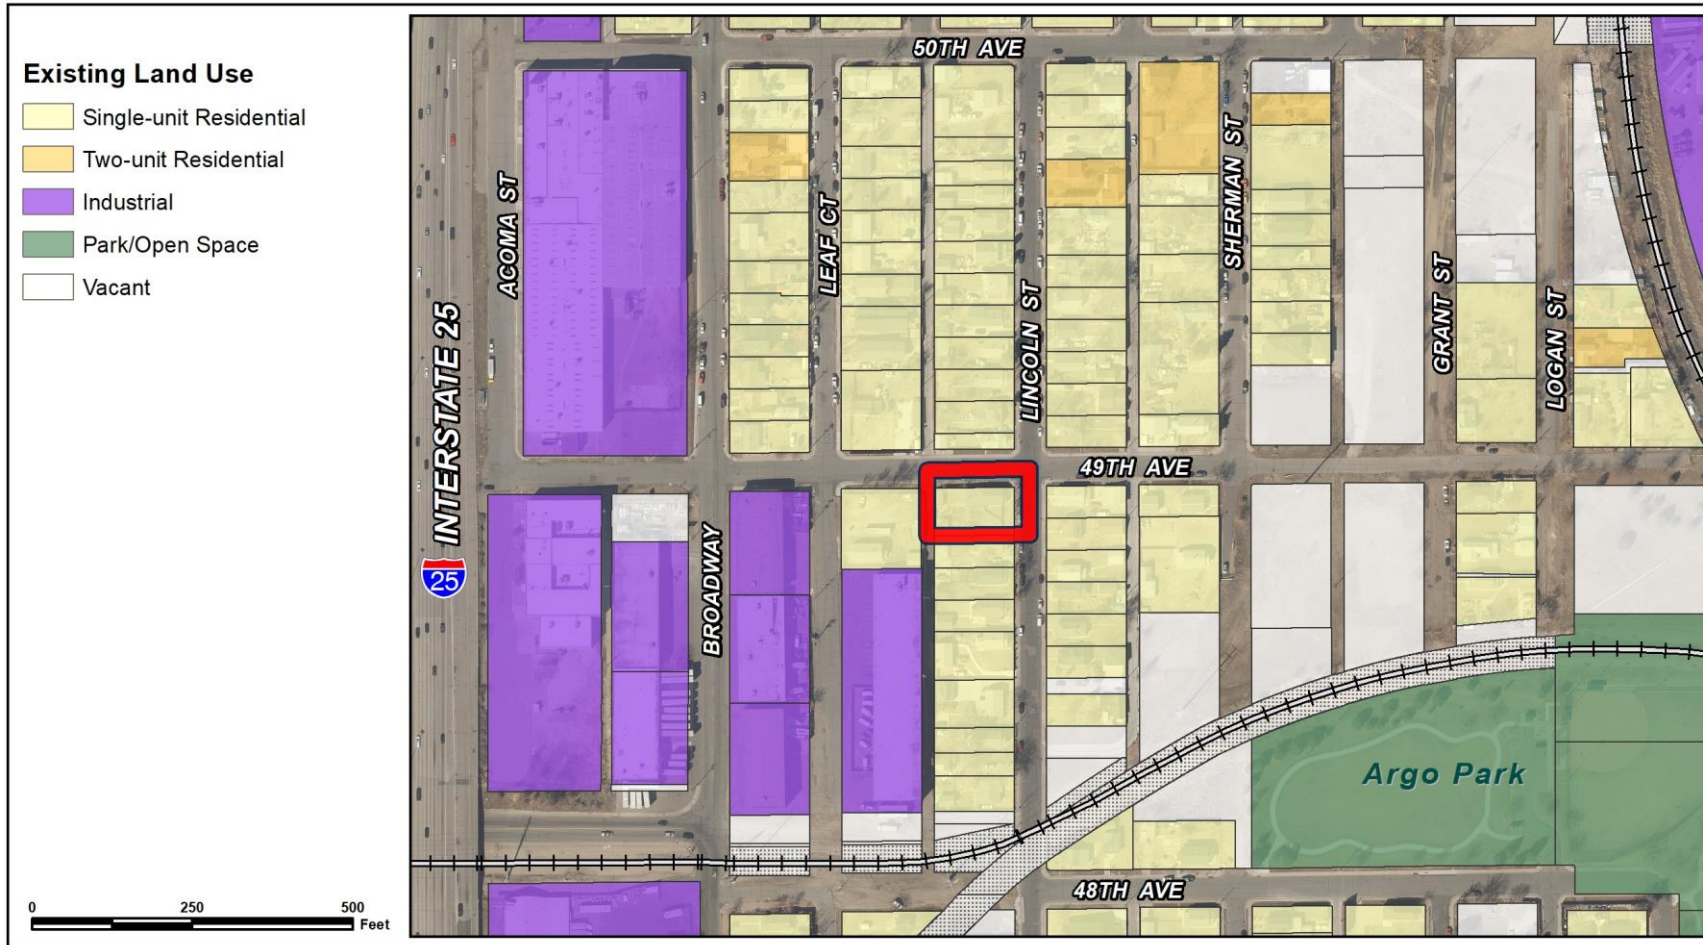 Existing Land Use
Single-unit Residential
Two-unit Residential
Industrial
Park/Open Space
Vacant
0 250 500
Feet
50TH AVE
ACOMA ST
LEAF CT
LINCOLN ST
SHERMAN ST
GRANT ST
LOGAN ST
INTERSTATE 25
25
49TH AVE
BROADWAY
Argo Park
48TH AVE